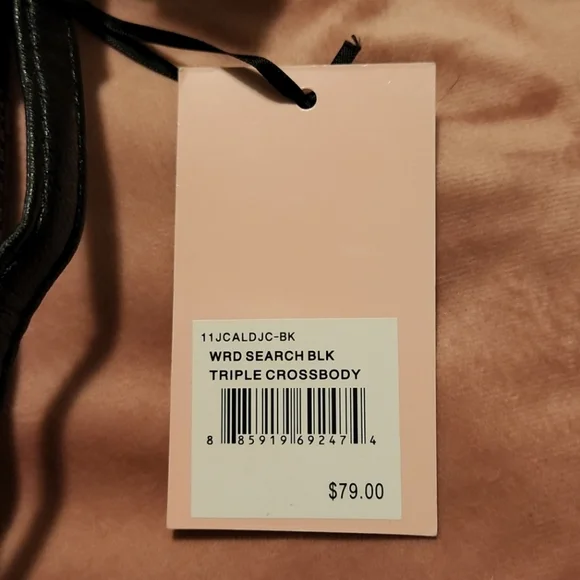 11JCALDJC-BK
WRD SEARCH BLK
TRIPLE CROSSBODY
8 85919 69247 4
$79.00